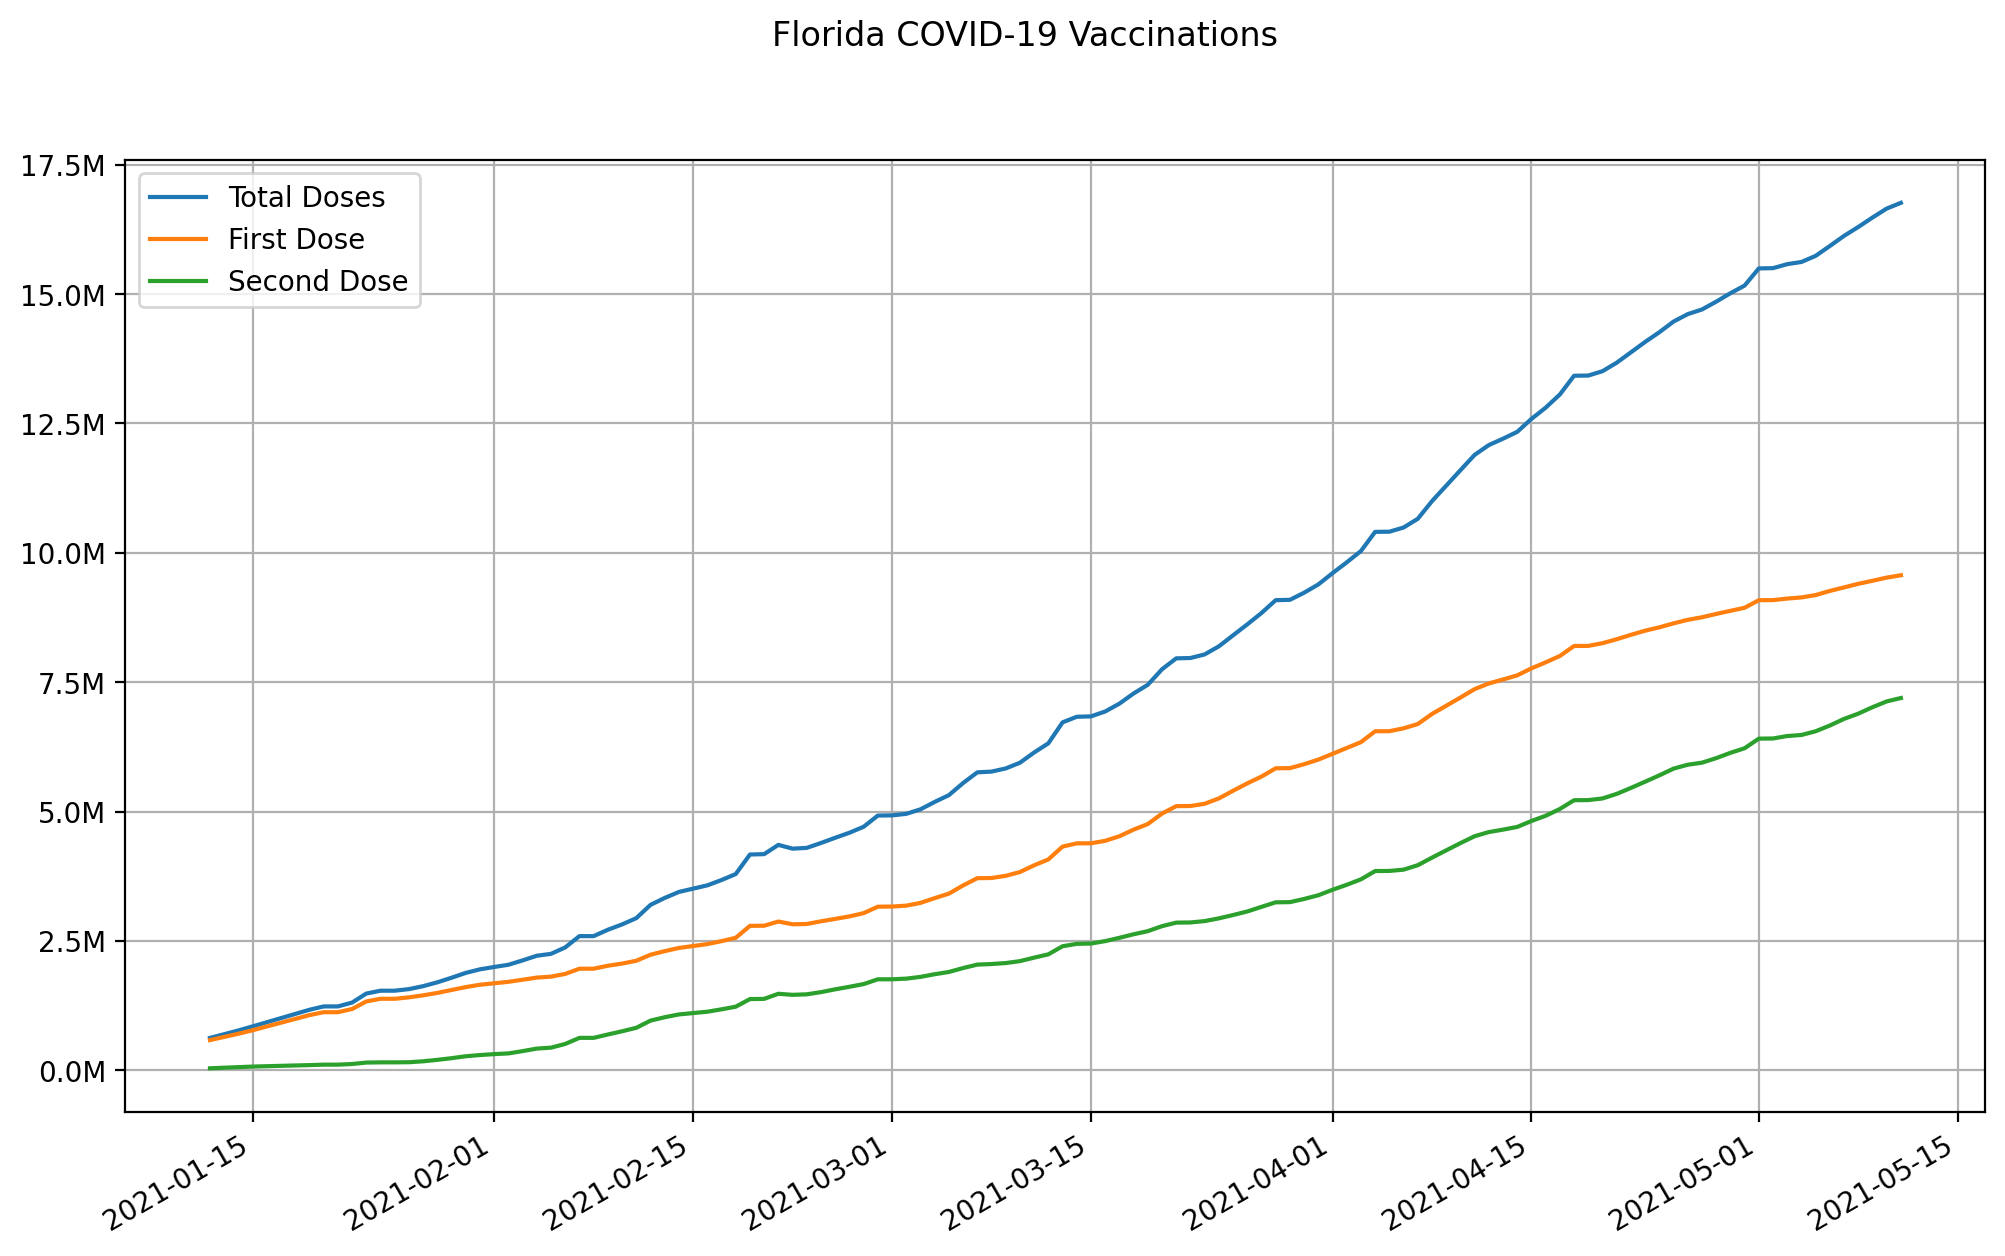 Florida COVID-19 Vaccinations
17.5M
15.0M
12.5M
10.0M
7.5M
5.0M
2.5M
0.0M
Total Doses
First Dose
Second Dose
2021-01-15
2021-02-01
2021-02-15
2021-03-01
2021-03-15
2021-04-01
2021-04-15
2021-05-01
2021-05-15